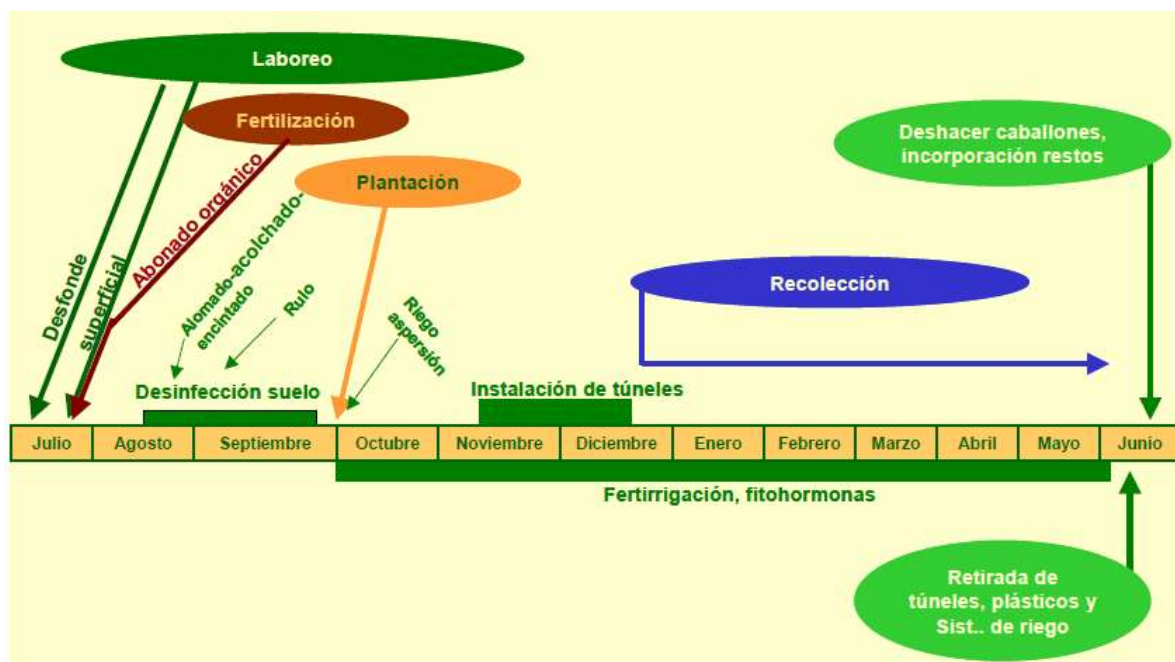 Laboreo
Fertilización
Deshacer caballones,
incorporación restos
Plantación
Desfonde
superficial
Abonado orgánico
Alomado-acolchado-
encintado
Rulo
Riego
aspersión
Recolección
Desinfección suelo
Instalación de túneles
Julio Agosto Septiembre Octubre Noviembre Diciembre Enero Febrero Marzo Abril Mayo Junio
Fertirrigación, fitohormonas
Retirada de
túneles, plásticos y
Sist.. de riego